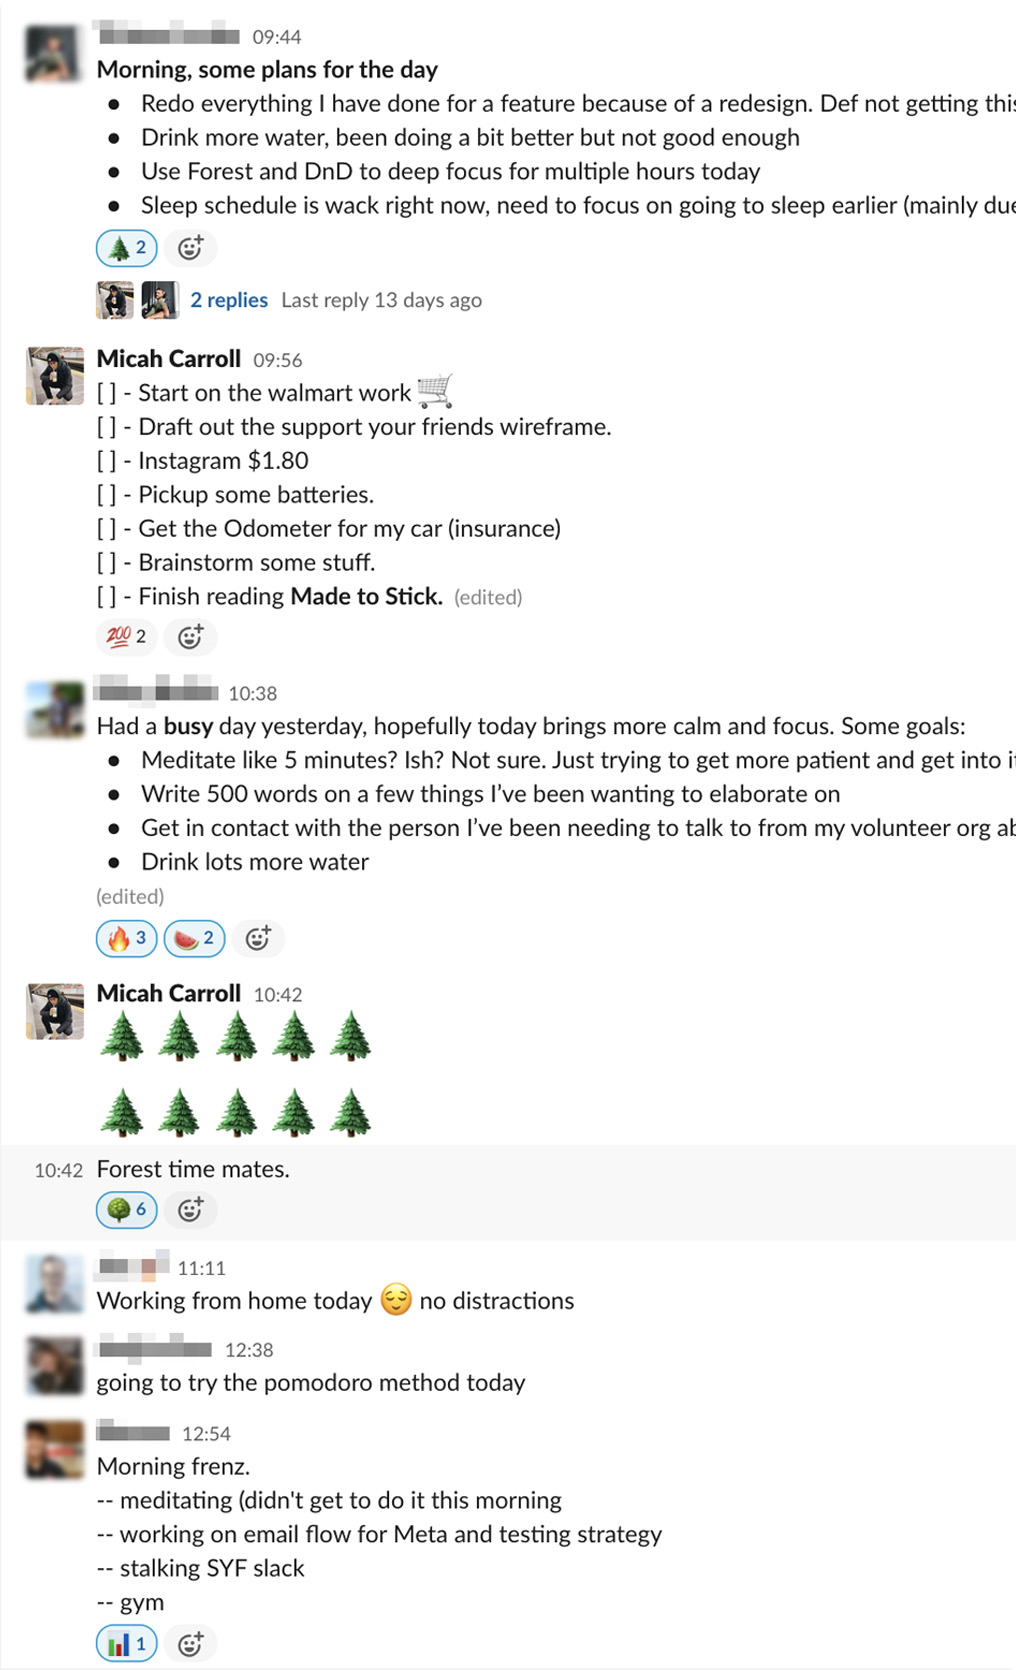 09:44
Morning, some plans for the day
● Redo everything I have done for a feature because of a redesign. Def not getting this
● Drink more water, been doing a bit better but not good enough
● Use Forest and DnD to deep focus for multiple hours today
● Sleep schedule is wack right now, need to focus on going to sleep earlier (mainly due
2
2 replies Last reply 13 days ago
Micah Carroll 09:56
[ ] - Start on the walmart work
[ ] - Draft out the support your friends wireframe.
[ ] - Instagram $1.80
[ ] - Pickup some batteries.
[ ] - Get the Odometer for my car (insurance)
[ ] - Brainstorm some stuff.
[ ] - Finish reading Made to Stick. (edited)
💯 2
10:38
Had a busy day yesterday, hopefully today brings more calm and focus. Some goals:
● Meditate like 5 minutes? Ish? Not sure. Just trying to get more patient and get into
● Write 500 words on a few things I've been wanting to elaborate on
● Get in contact with the person I've been needing to talk to from my volunteer org
● Drink lots more water
(edited)
3 2
Micah Carroll 10:42
10:42 Forest time mates.
6
11:11
Working from home today 😌 no distractions
12:38
going to try the pomodoro method today
12:54
Morning frenz.
-- meditating (didn't get to do it this morning
-- working on email flow for Meta and testing strategy
-- stalking SYF slack
-- gym
1